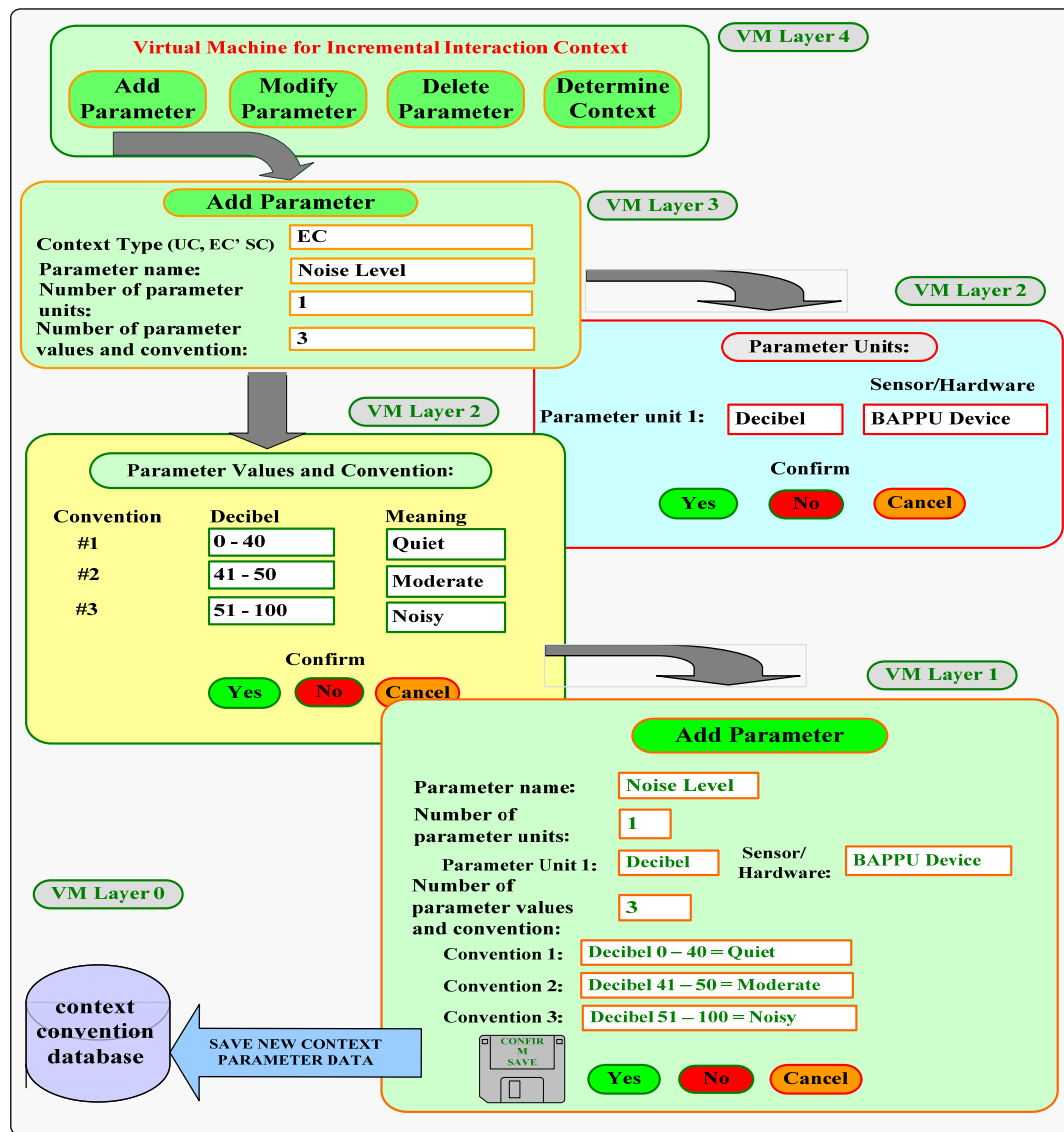 VM Layer 4
Virtual Machine for Incremental Interaction Context
Add Parameter
Modify Parameter
Delete Parameter
Determine Context
VM Layer 3
Add Parameter
Context Type (UC, EC' SC)
EC
Parameter name:
Noise Level
Number of parameter units:
1
Number of parameter values and convention:
3
VM Layer 2
Parameter Units:
Sensor/Hardware
Parameter unit 1:
Decibel
BAPPU Device
Confirm
Yes
No
Cancel
VM Layer 2
Parameter Values and Convention:
Convention
Decibel
Meaning
#1
0 - 40
Quiet
#2
41 - 50
Moderate
#3
51 - 100
Noisy
Confirm
Yes
No
Cancel
VM Layer 1
Add Parameter
Parameter name:
Noise Level
Number of
parameter units:
1
Parameter Unit 1:
Decibel
Sensor/
Hardware:
BAPPU Device
Number of
parameter values
and convention:
3
Convention 1:
Decibel 0 – 40 = Quiet
Convention 2:
Decibel 41 – 50 = Moderate
Convention 3:
Decibel 51 – 100 = Noisy
CONFIR
M
SAVE
Yes
No
Cancel
VM Layer 0
context
convention
database
SAVE NEW CONTEXT
PARAMETER DATA